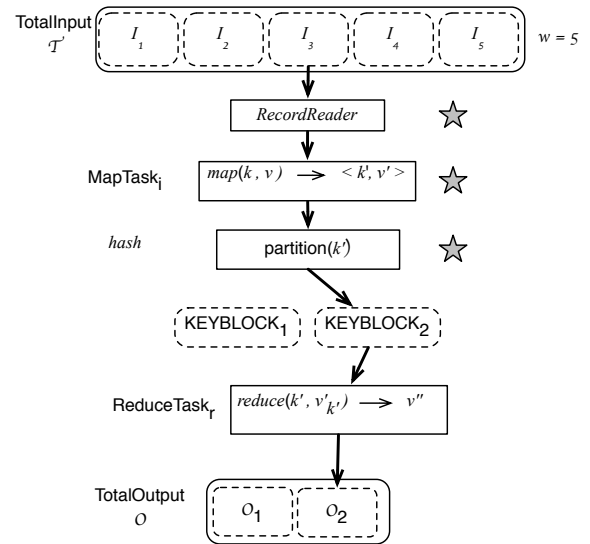 TotalInput
𝒯
I₁ I₂ I₃ I₄ I₅
w = 5
RecordReader
MapTaskᵢ
map(k , v ) → < k', v' >
hash
partition(k')
KEYBLOCK₁ KEYBLOCK₂
ReduceTaskᵣ
reduce(k', v'ₖ') → v''
TotalOutput
𝒪
𝒪₁ 𝒪₂